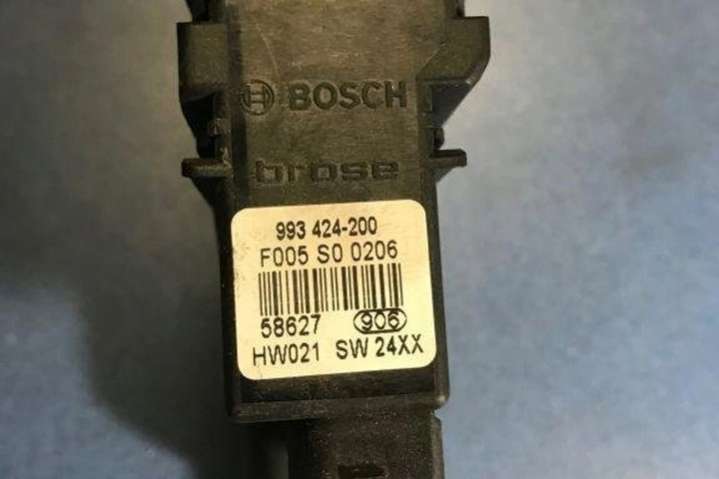 BOSCH
brose
993 424-200
F005 S0 0206
58627 906
HW021 SW 24XX